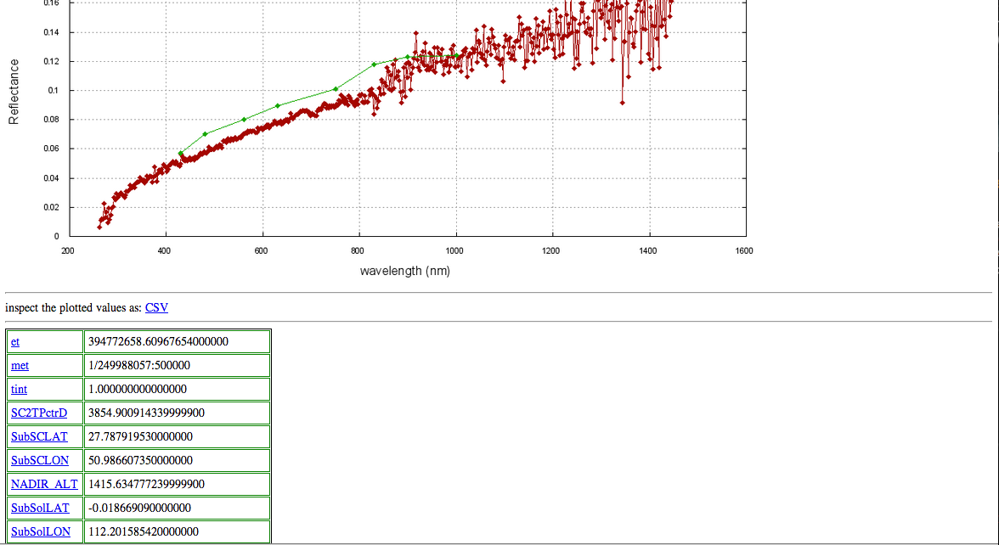 0.16
0.14
0.12
0.1
0.08
0.06
0.04
0.02
0
Reflectance
200 400 600 800 1000 1200 1400 1600
wavelength (nm)
inspect the plotted values as: CSV
et 394772658.60967654000000
met 1/249988057:500000
tint 1.000000000000000
SC2TPctrD 3854.900914339999900
SubSCLAT 27.787919530000000
SubSCLON 50.986607350000000
NADIR_ALT 1415.634777239999900
SubSolLAT -0.018669090000000
SubSolLON 112.201585420000000